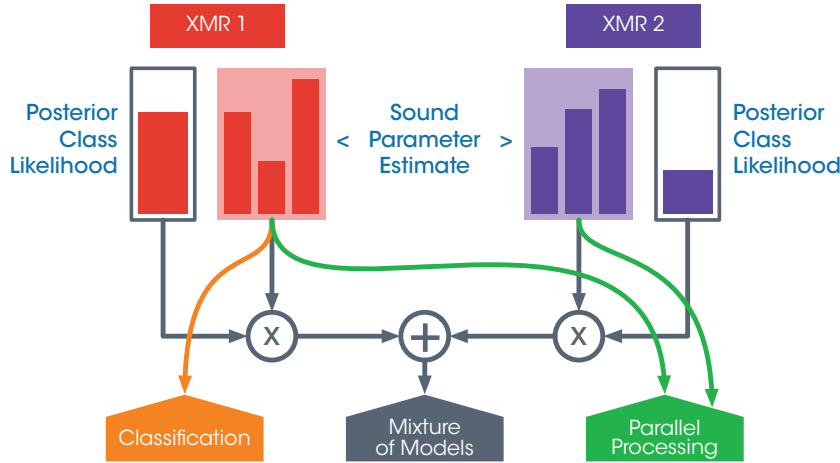 XMR 1
XMR 2
Posterior
Class
Likelihood
< Sound >
Parameter
Estimate
Posterior
Class
Likelihood
X
+
X
Classification
Mixture
of Models
Parallel
Processing